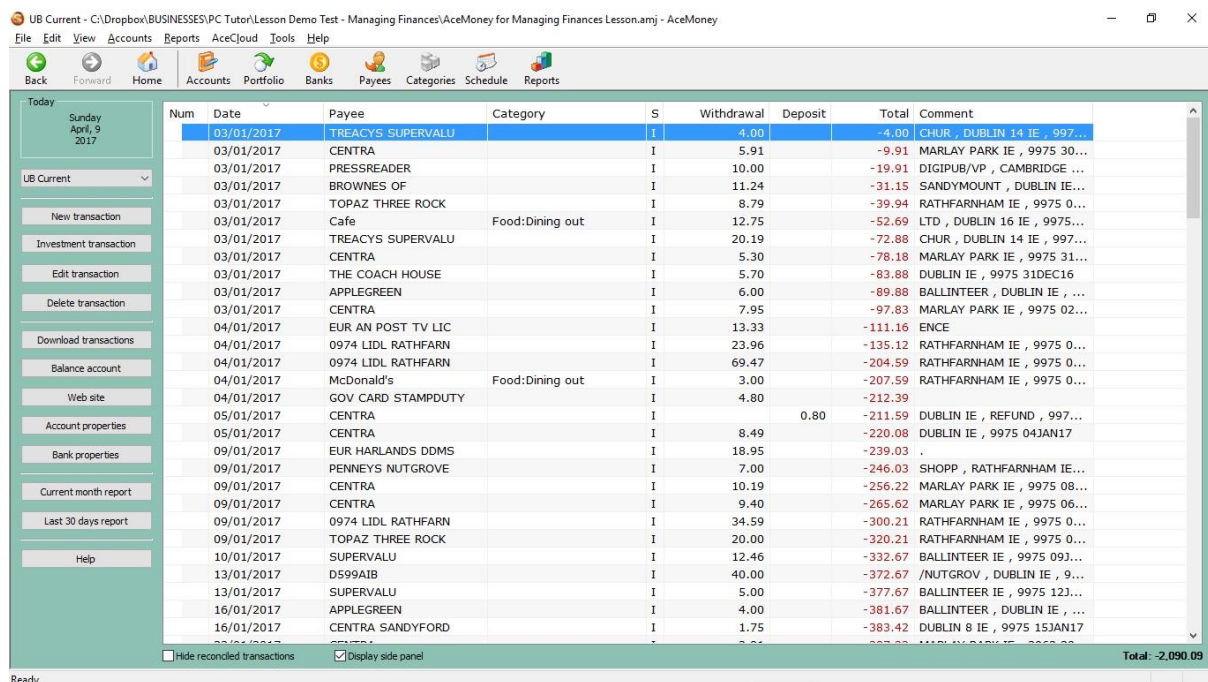 UB Current - C:\Dropbox\BUSINESSES\PC Tutor\Lesson Demo Test - Managing Finances\AceMoney for Managing Finances Lesson.amj - AceMoney
File Edit View Accounts Reports AceCloud Tools Help
Back Forward Home Accounts Portfolio Banks Payees Categories Schedule Reports
Today
Sunday
April, 9
2017
UB Current
New transaction
Investment transaction
Edit transaction
Delete transaction
Download transactions
Balance account
Web site
Account properties
Bank properties
Current month report
Last 30 days report
Help
Num Date Payee Category S Withdrawal Deposit Total Comment
03/01/2017 TREACYS SUPERVALU I 4.00 -4.00 CHUR , DUBLIN 14 IE , 997...
03/01/2017 CENTRA I 5.91 -9.91 MARLAY PARK IE , 9975 30...
03/01/2017 PRESSREADER I 10.00 -19.91 DIGIPUB/VP , CAMBRIDGE ...
03/01/2017 BROWNES OF I 11.24 -31.15 SANDYMOUNT , DUBLIN IE...
03/01/2017 TOPAZ THREE ROCK I 8.79 -39.94 RATHFARNHAM IE , 9975 0...
03/01/2017 Cafe Food:Dining out I 12.75 -52.69 LTD , DUBLIN 16 IE , 9975...
03/01/2017 TREACYS SUPERVALU I 20.19 -72.88 CHUR , DUBLIN 14 IE , 997...
03/01/2017 CENTRA I 5.30 -78.18 MARLAY PARK IE , 9975 31...
03/01/2017 THE COACH HOUSE I 5.70 -83.88 DUBLIN IE , 9975 31DEC16
03/01/2017 APPLEGREEN I 6.00 -89.88 BALLINTEER , DUBLIN IE , ...
03/01/2017 CENTRA I 7.95 -97.83 MARLAY PARK IE , 9975 02...
04/01/2017 EUR AN POST TV LIC I 13.33 -111.16 ENCE
04/01/2017 0974 LIDL RATHFARN I 23.96 -135.12 RATHFARNHAM IE , 9975 0...
04/01/2017 0974 LIDL RATHFARN I 69.47 -204.59 RATHFARNHAM IE , 9975 0...
04/01/2017 McDonald's Food:Dining out I 3.00 -207.59 RATHFARNHAM IE , 9975 0...
04/01/2017 GOV CARD STAMPDUTY I 4.80 -212.39
05/01/2017 CENTRA I 0.80 -211.59 DUBLIN IE , REFUND , 997...
05/01/2017 CENTRA I 8.49 -220.08 DUBLIN IE , 9975 04JAN17
09/01/2017 EUR HARLANDS DDMS I 18.95 -239.03 .
09/01/2017 PENNEYS NUTGROVE I 7.00 -246.03 SHOPP , RATHFARNHAM IE...
09/01/2017 CENTRA I 10.19 -256.22 MARLAY PARK IE , 9975 08...
09/01/2017 CENTRA I 9.40 -265.62 MARLAY PARK IE , 9975 06...
09/01/2017 0974 LIDL RATHFARN I 34.59 -300.21 RATHFARNHAM IE , 9975 0...
09/01/2017 TOPAZ THREE ROCK I 20.00 -320.21 RATHFARNHAM IE , 9975 0...
10/01/2017 SUPERVALU I 12.46 -332.67 BALLINTEER IE , 9975 09J...
13/01/2017 D599AIB I 40.00 -372.67 /NUTGROV , DUBLIN IE , 9...
13/01/2017 SUPERVALU I 5.00 -377.67 BALLINTEER IE , 9975 12J...
16/01/2017 APPLEGREEN I 4.00 -381.67 BALLINTEER , DUBLIN IE , ...
16/01/2017 CENTRA SANDYFORD I 1.75 -383.42 DUBLIN 8 IE , 9975 15JAN17
Hide reconciled transactions Display side panel Total: -2,090.09
Ready